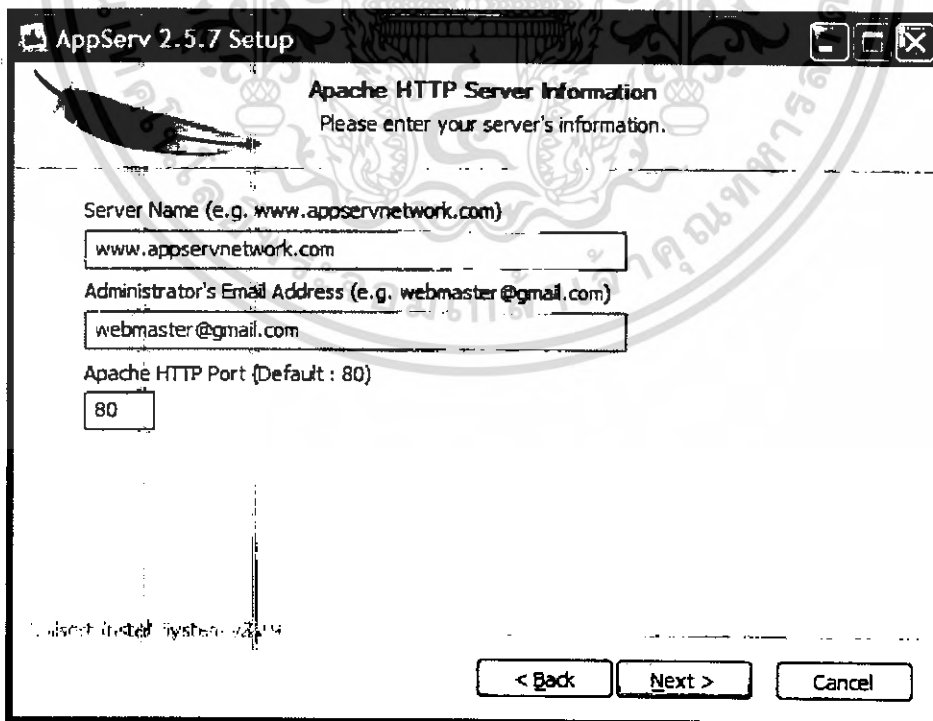 AppServ 2.5.7 Setup
Apache HTTP Server Information
Please enter your server's information.
Server Name (e.g. www.appservnetwork.com)
www.appservnetwork.com
Administrator's Email Address (e.g. webmaster@gmail.com)
webmaster@gmail.com
Apache HTTP Port (Default : 80)
80
< Back
Next >
Cancel